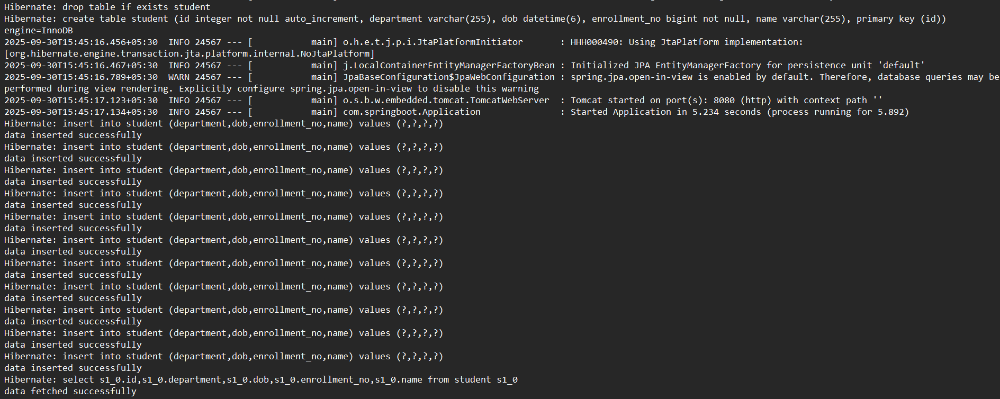 Hibernate: drop table if exists student
Hibernate: create table student (id integer not null auto_increment, department varchar(255), dob datetime(6), enrollment_no bigint not null, name varchar(255), primary key (id))
engine=InnoDB
2025-09-30T15:45:16.456+05:30  INFO 24567 --- [           main] o.h.e.t.j.p.i.JtaPlatformInitiator       : HHH000490: Using JtaPlatform implementation:
[org.hibernate.engine.transaction.jta.platform.internal.NoJtaPlatform]
2025-09-30T15:45:16.467+05:30  INFO 24567 --- [           main] j.LocalContainerEntityManagerFactoryBean : Initialized JPA EntityManagerFactory for persistence unit 'default'
2025-09-30T15:45:16.789+05:30  WARN 24567 --- [           main] JpaBaseConfiguration$JpaWebConfiguration : spring.jpa.open-in-view is enabled by default. Therefore, database queries may be
performed during view rendering. Explicitly configure spring.jpa.open-in-view to disable this warning
2025-09-30T15:45:17.123+05:30  INFO 24567 --- [           main] o.s.b.w.embedded.tomcat.TomcatWebServer  : Tomcat started on port(s): 8080 (http) with context path ''
2025-09-30T15:45:17.134+05:30  INFO 24567 --- [           main] com.springboot.Application               : Started Application in 5.234 seconds (process running for 5.892)
Hibernate: insert into student (department,dob,enrollment_no,name) values (?,?,?,?)
data inserted successfully
Hibernate: insert into student (department,dob,enrollment_no,name) values (?,?,?,?)
data inserted successfully
Hibernate: insert into student (department,dob,enrollment_no,name) values (?,?,?,?)
data inserted successfully
Hibernate: insert into student (department,dob,enrollment_no,name) values (?,?,?,?)
data inserted successfully
Hibernate: insert into student (department,dob,enrollment_no,name) values (?,?,?,?)
data inserted successfully
Hibernate: insert into student (department,dob,enrollment_no,name) values (?,?,?,?)
data inserted successfully
Hibernate: insert into student (department,dob,enrollment_no,name) values (?,?,?,?)
data inserted successfully
Hibernate: insert into student (department,dob,enrollment_no,name) values (?,?,?,?)
data inserted successfully
Hibernate: insert into student (department,dob,enrollment_no,name) values (?,?,?,?)
data inserted successfully
Hibernate: insert into student (department,dob,enrollment_no,name) values (?,?,?,?)
data inserted successfully
Hibernate: insert into student (department,dob,enrollment_no,name) values (?,?,?,?)
data inserted successfully
Hibernate: select s1_0.id,s1_0.department,s1_0.dob,s1_0.enrollment_no,s1_0.name from student s1_0
data fetched successfully